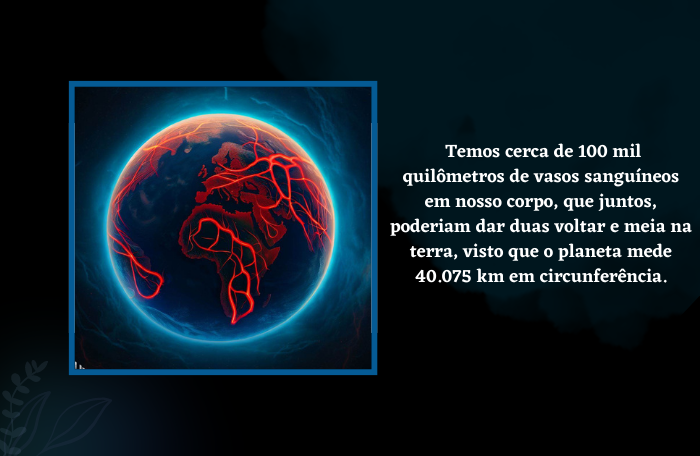 Temos cerca de 100 mil
quilômetros de vasos sanguíneos
em nosso corpo, que juntos,
poderiam dar duas voltar e meia na
terra, visto que o planeta mede
40.075 km em circunferência.